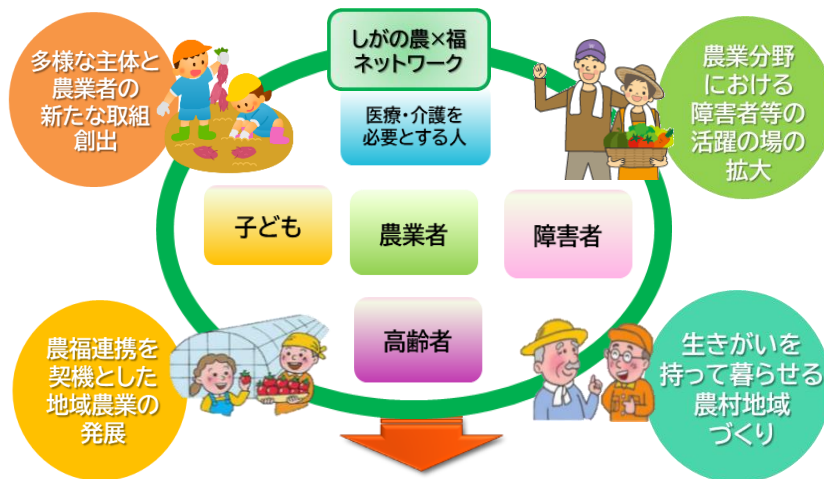 しがの農×福
ネットワーク
多様な主体と
農業者の
新たな取組
創出
農業分野
における
障害者等の
活躍の場の
拡大
医療・介護を
必要とする人
子ども
農業者
障害者
高齢者
農福連携を
契機とした
地域農業の
発展
生きがいを
持って暮らせる
農村地域
づくり